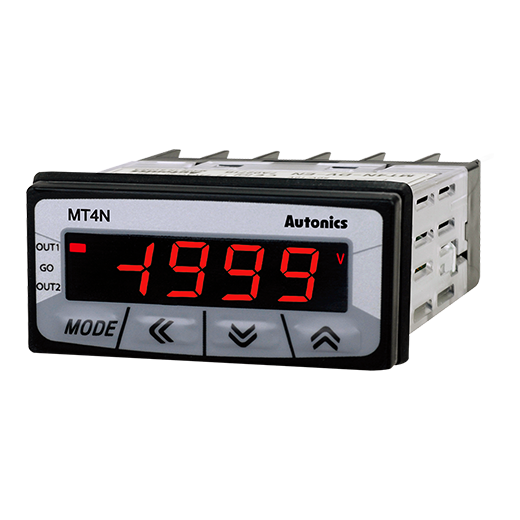 MT4N
Autonics
OUT1
-1999 V
GO
OUT2
MODE